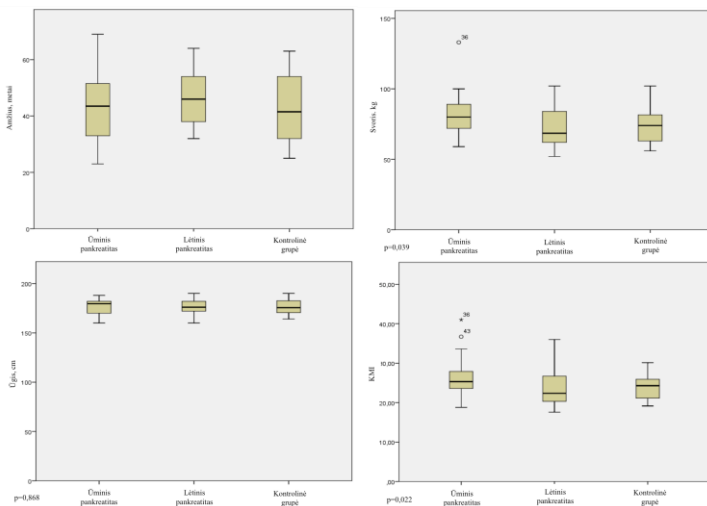 Amžius, metai
60
40
20
0
Ūminis
pankreatitas
Lėtinis
pankreatitas
Kontrolinė
grupė
Svoris, kg
150
100
50
0
36
p=0,039
Ūminis
pankreatitas
Lėtinis
pankreatitas
Kontrolinė
grupė
Ūgis, cm
200
150
100
50
0
p=0,868
Ūminis
pankreatitas
Lėtinis
pankreatitas
Kontrolinė
grupė
KMI
50,00
40,00
30,00
20,00
10,00
,00
36
43
p=0,022
Ūminis
pankreatitas
Lėtinis
pankreatitas
Kontrolinė
grupė